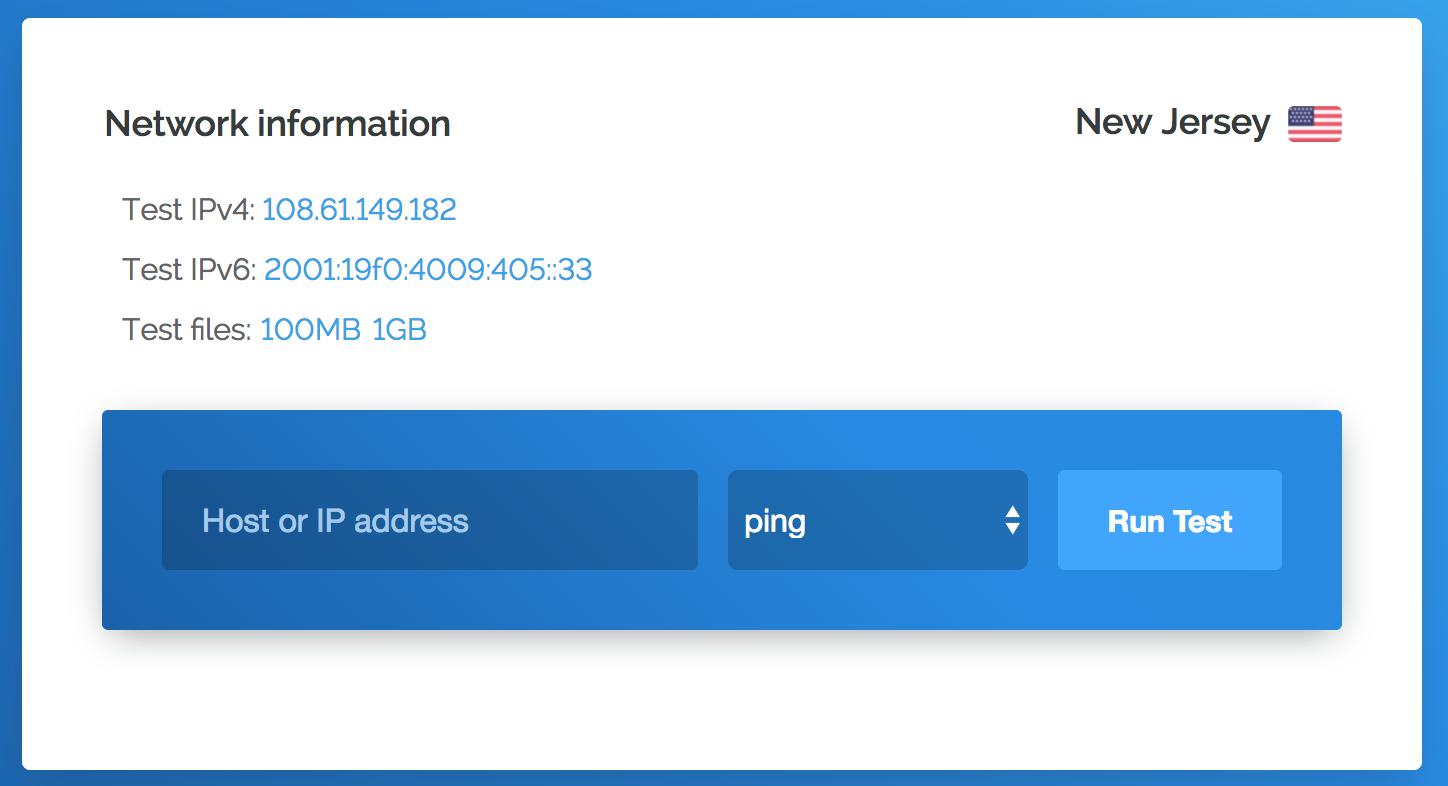 Network information
New Jersey
Test IPv4: 108.61.149.182
Test IPv6: 2001:19f0:4009:405::33
Test files: 100MB 1GB
Host or IP address
ping
Run Test